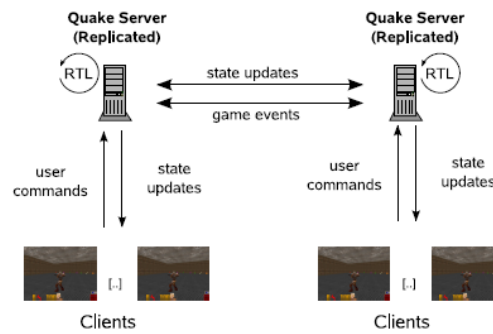 Quake Server
(Replicated)
RTL
Quake Server
(Replicated)
RTL
state updates
game events
user
commands
state
updates
user
commands
state
updates
[..]
[..]
Clients
Clients